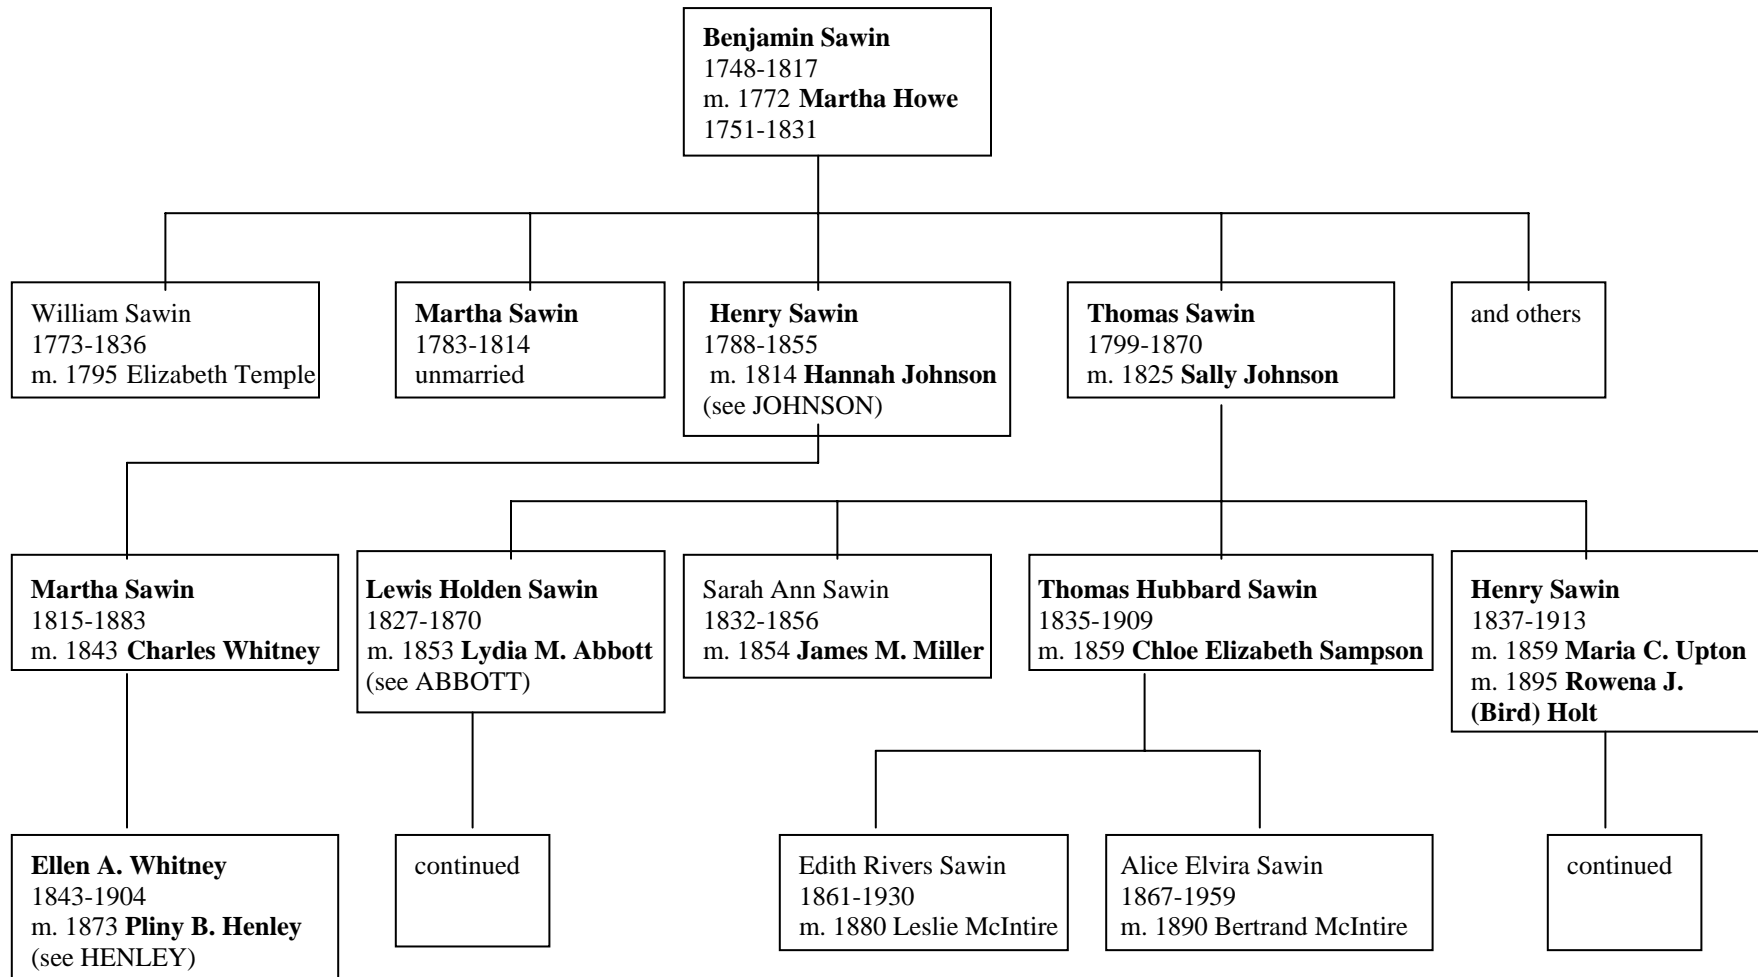 Benjamin Sawin
1748-1817
m. 1772 Martha Howe
1751-1831
William Sawin
1773-1836
m. 1795 Elizabeth Temple
Martha Sawin
1783-1814
unmarried
Henry Sawin
1788-1855
m. 1814 Hannah Johnson
(see JOHNSON)
Thomas Sawin
1799-1870
m. 1825 Sally Johnson
and others
Martha Sawin
1815-1883
m. 1843 Charles Whitney
Lewis Holden Sawin
1827-1870
m. 1853 Lydia M. Abbott
(see ABBOTT)
Sarah Ann Sawin
1832-1856
m. 1854 James M. Miller
Thomas Hubbard Sawin
1835-1909
m. 1859 Chloe Elizabeth Sampson
Henry Sawin
1837-1913
m. 1859 Maria C. Upton
m. 1895 Rowena J.
(Bird) Holt
Ellen A. Whitney
1843-1904
m. 1873 Pliny B. Henley
(see HENLEY)
continued
Edith Rivers Sawin
1861-1930
m. 1880 Leslie McIntire
Alice Elvira Sawin
1867-1959
m. 1890 Bertrand McIntire
continued